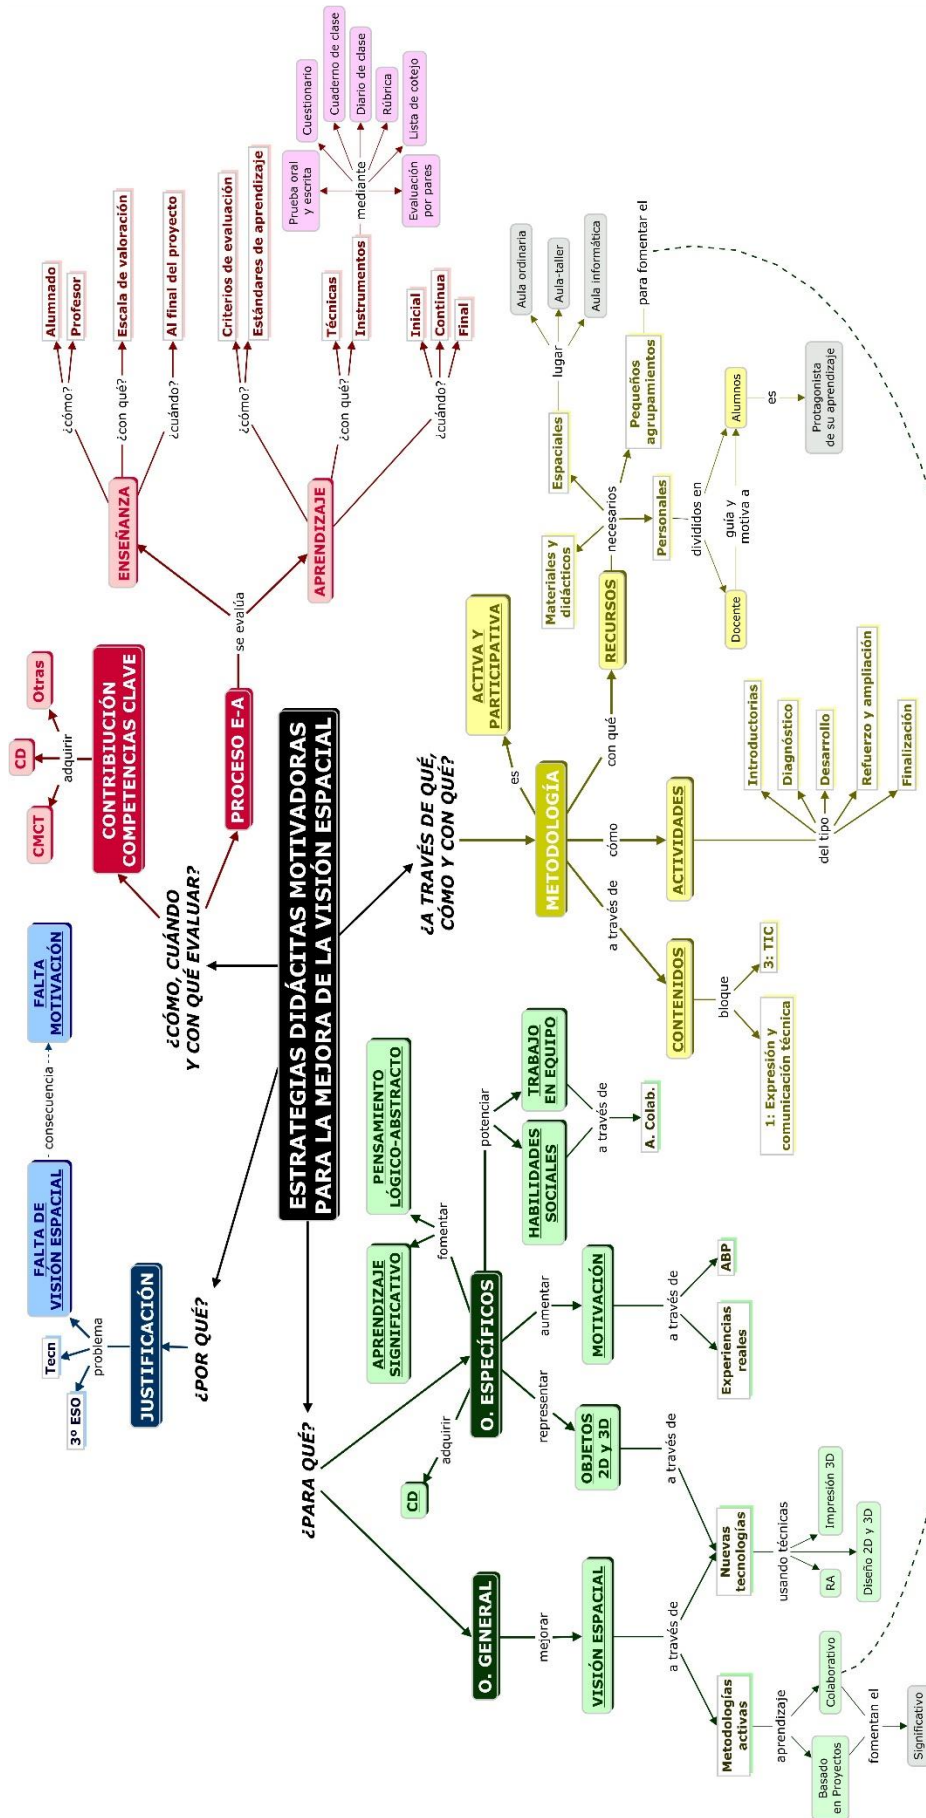 ESTRATEGIAS DIDÁCITAS MOTIVADORAS
PARA LA MEJORA DE LA VISIÓN ESPACIAL
¿POR QUÉ?
JUSTIFICACIÓN
problema
3º ESO
Tecn
FALTA DE
VISIÓN ESPACIAL
consecuencia
FALTA
MOTIVACIÓN
¿CÓMO, CUÁNDO
Y CON QUÉ EVALUAR?
CONTRIBIUCIÓN
COMPETENCIAS CLAVE
adquirir
CMCT
CD
Otras
PROCESO E-A
se evalúa
ENSEÑANZA
¿cómo?
Alumnado
Profesor
¿con qué?
Escala de valoración
¿cuándo?
Al final del proyecto
APRENDIZAJE
¿cómo?
Criterios de evaluación
Estándares de aprendizaje
¿con qué?
Técnicas
Instrumentos
mediante
Prueba oral
y escrita
Cuestionario
Cuaderno de clase
Diario de clase
Rúbrica
Lista de cotejo
Evaluación
por pares
¿cuándo?
Inicial
Continua
Final
¿PARA QUÉ?
O. GENERAL
mejorar
VISIÓN ESPACIAL
a través de
Metodologías
activas
aprendizaje
Basado
en Proyectos
Colaborativo
fomentan el
Significativo
Nuevas
tecnologías
usando técnicas
RA
Diseño 2D y 3D
Impresión 3D
O. ESPECÍFICOS
adquirir
CD
fomentar
APRENDIZAJE
SIGNIFICATIVO
PENSAMIENTO
LÓGICO-ABSTRACTO
representar
OBJETOS
2D y 3D
a través de
aumentar
MOTIVACIÓN
a través de
Experiencias
reales
ABP
potenciar
HABILIDADES
SOCIALES
TRABAJO
EN EQUIPO
a través de
A. Colab.
¿A TRAVÉS DE QUÉ,
CÓMO Y CON QUÉ?
METODOLOGÍA
es
ACTIVA Y
PARTICIPATIVA
a través de
CONTENIDOS
bloque
1: Expresión y
comunicación técnica
3: TIC
cómo
ACTIVIDADES
del tipo
Introductorias
Diagnóstico
Desarrollo
Refuerzo y ampliación
Finalización
con qué
RECURSOS
necesarios
Materiales y
didácticos
Espaciales
lugar
Aula ordinaria
Aula-taller
Aula informática
Personales
divididos en
Docente
guía y
motiva a
Alumnos
es
Protagonista
de su aprendizaje
Pequeños
agrupamientos
para fomentar el